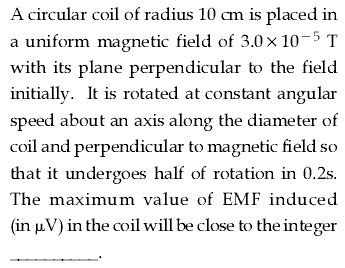 A circular coil of radius 10 cm is placed in
a uniform magnetic field of 3.0×10⁻⁵ T
with its plane perpendicular to the field
initially. It is rotated at constant angular
speed about an axis along the diameter of
coil and perpendicular to magnetic field so
that it undergoes half of rotation in 0.2s.
The maximum value of EMF induced
(in μV) in the coil will be close to the integer
__________.